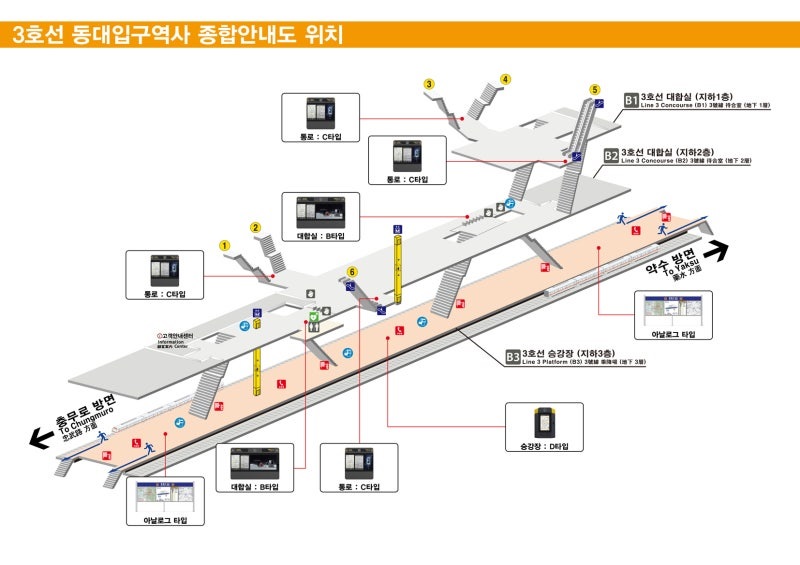 3호선 동대입구역사 종합안내도 위치
3
4
5
B1 3호선 대합실 (지하1층)
Line 3 Concourse (B1) 3號線 待合室 (地下 1層)
통로 : C타입
B2 3호선 대합실 (지하2층)
Line 3 Concourse (B2) 3號線 待合室 (地下 2層)
통로 : C타입
대합실 : B타입
1
2
6
약수 방면
To Yaksu
藥水 方面
통로 : C타입
아날로그 타입
고객안내센터
Information
B3 3호선 승강장 (지하3층)
Line 3 Platform (B3) 3號線 乘降場 (地下 3層)
충무로 방면
To Chungmuro
忠武路 方面
승강장 : D타입
대합실 : B타입
통로 : C타입
아날로그 타입